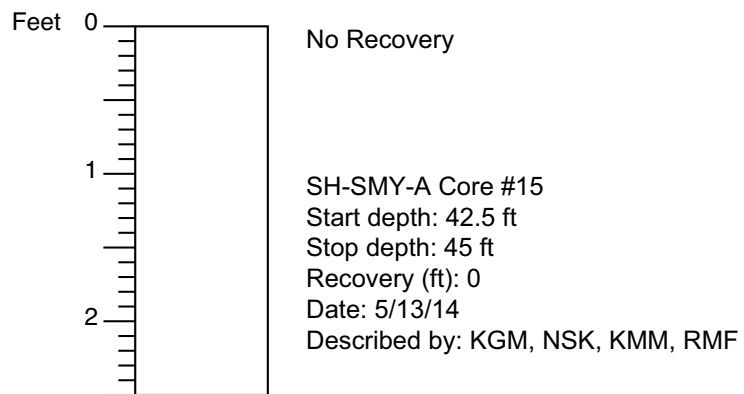 Feet 0
No Recovery
1
SH-SMY-A Core #15
Start depth: 42.5 ft
Stop depth: 45 ft
Recovery (ft): 0
Date: 5/13/14
2
Described by: KGM, NSK, KMM, RMF